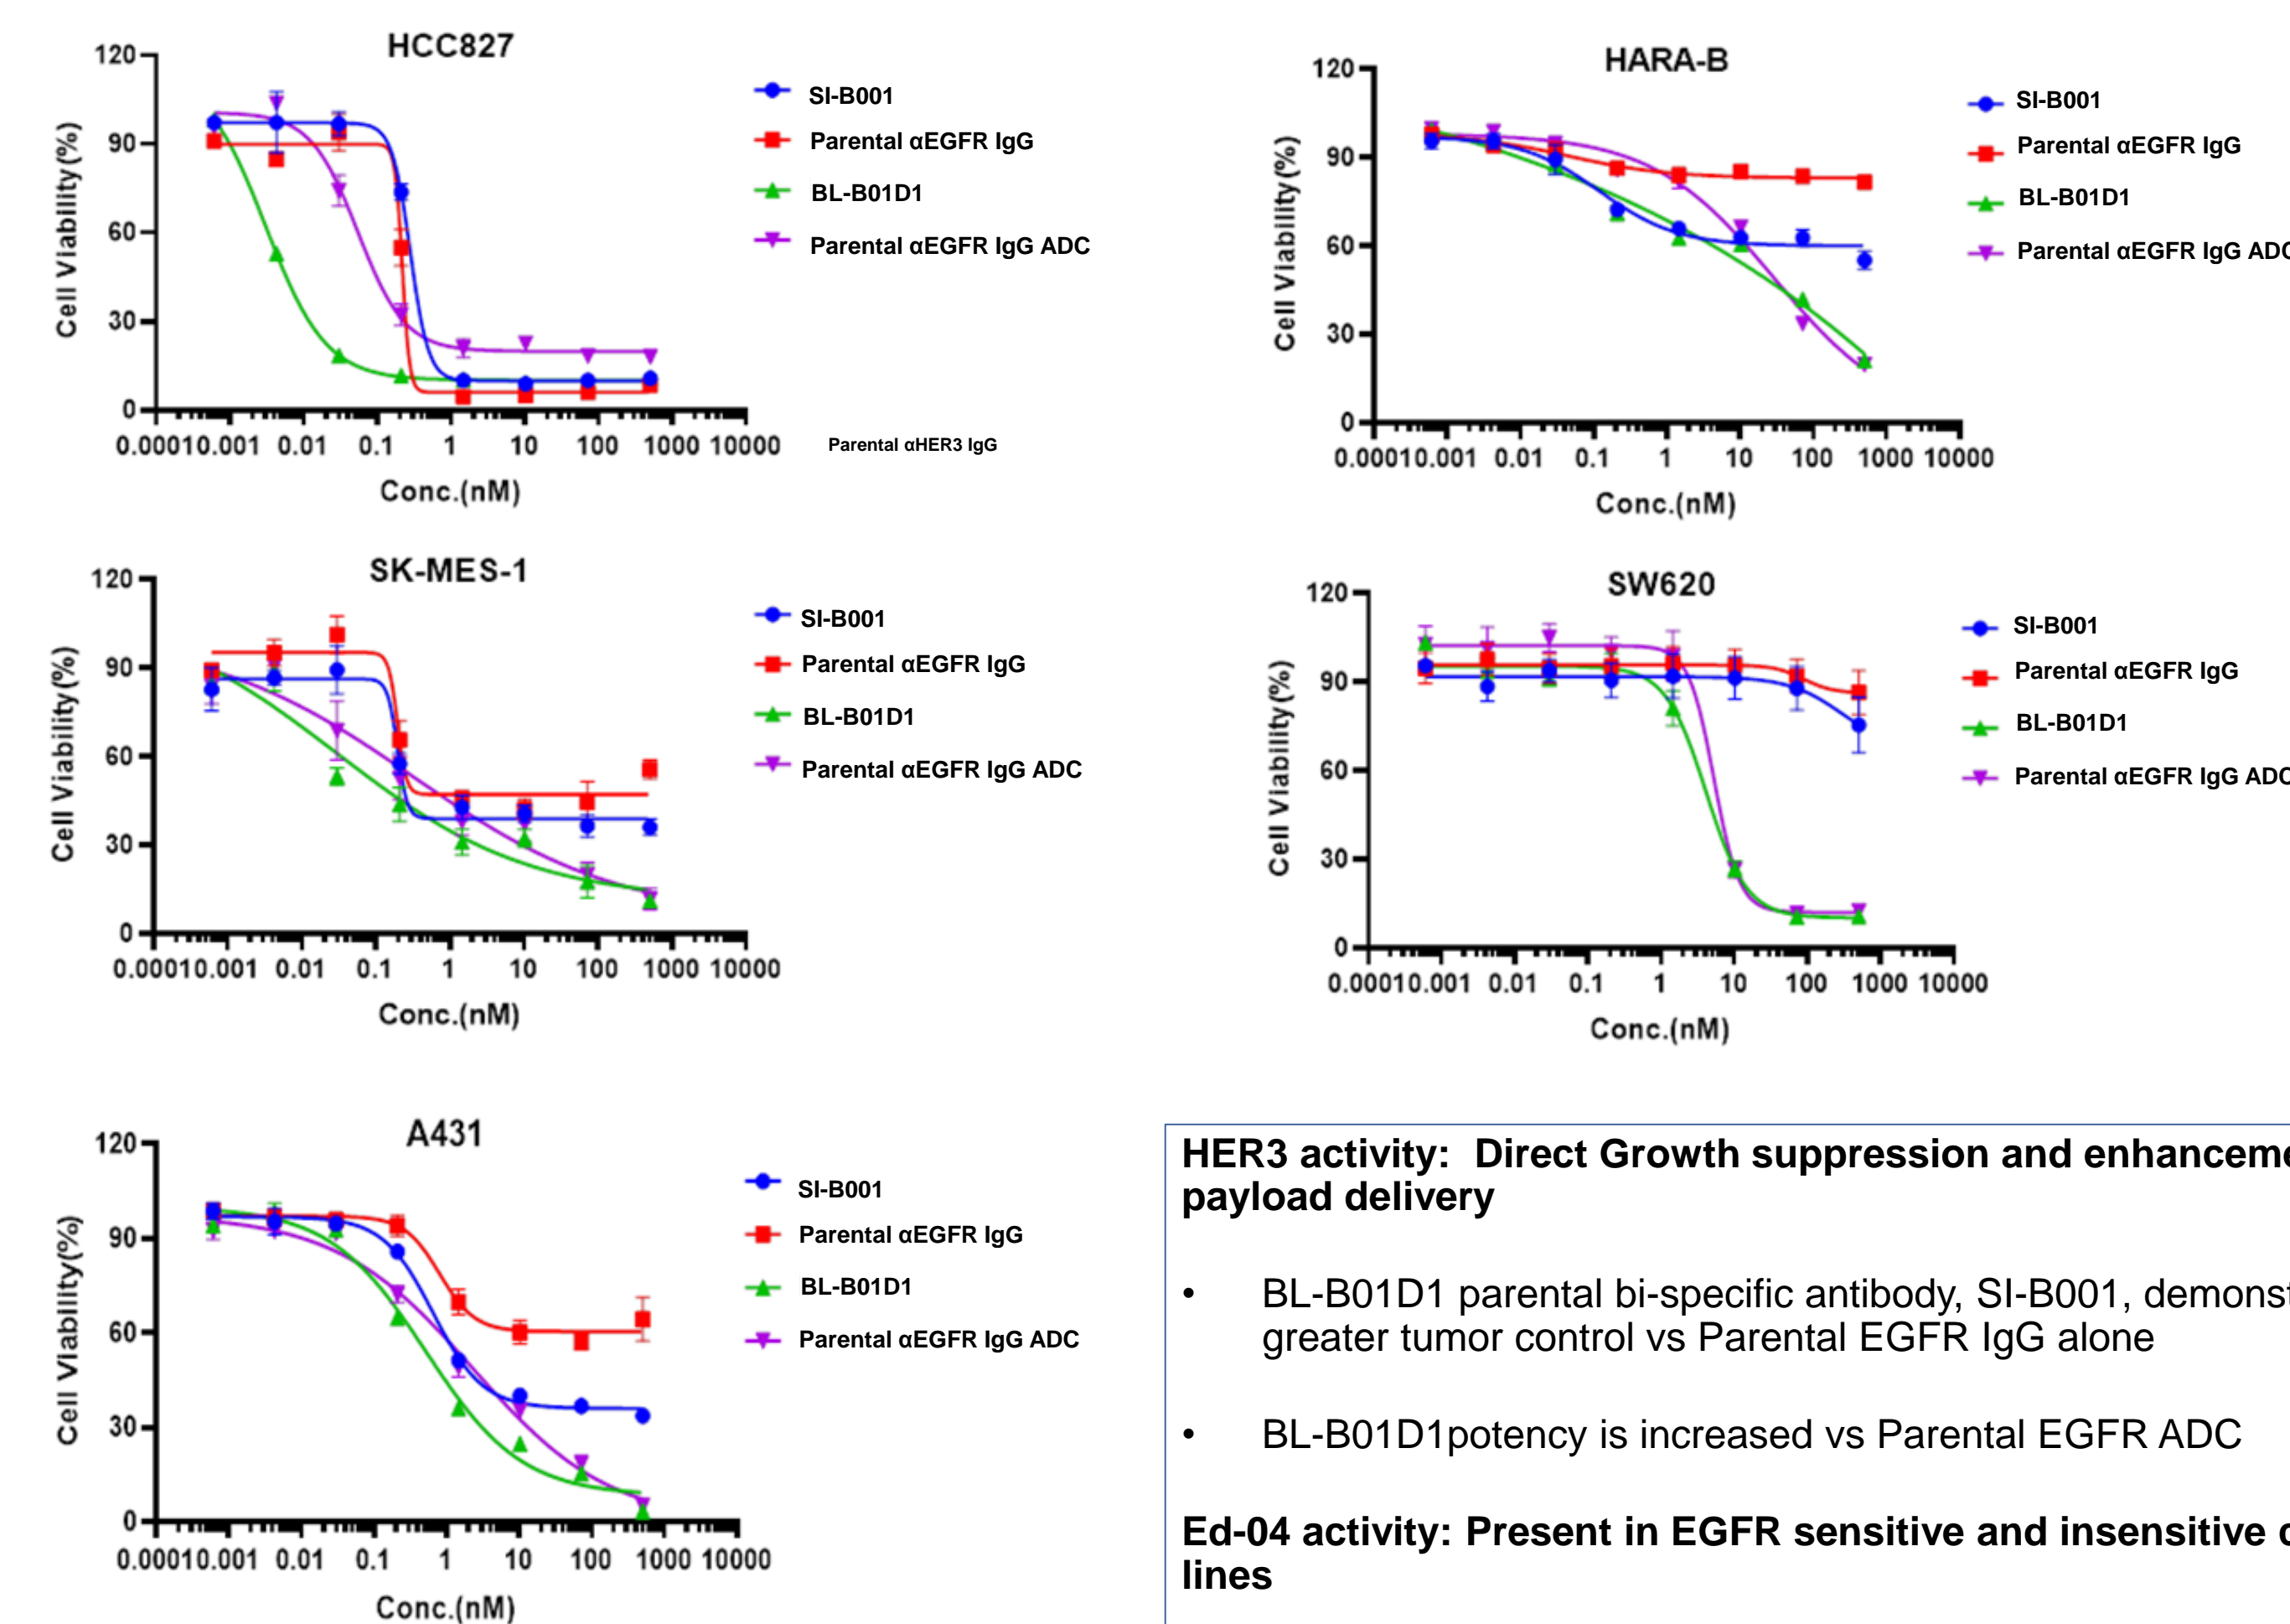 HCC827
120
90
60
30
0
Cell Viability(%)
0.0001 0.001 0.01 0.1 1 10 100 1000 10000
Conc.(nM)
SI-B001
Parental αEGFR IgG
BL-B01D1
Parental αEGFR IgG ADC
Parental αHER3 IgG
HARA-B
120
90
60
30
0
Cell Viability(%)
0.0001 0.001 0.01 0.1 1 10 100 1000 10000
Conc.(nM)
SI-B001
Parental αEGFR IgG
BL-B01D1
Parental αEGFR IgG
SK-MES-1
120
90
60
30
0
Cell Viability(%)
0.0001 0.001 0.01 0.1 1 10 100 1000 10000
Conc.(nM)
SI-B001
Parental αEGFR IgG
BL-B01D1
Parental αEGFR IgG ADC
SW620
120
90
60
30
0
Cell Viability(%)
0.0001 0.001 0.01 0.1 1 10 100 1000 10000
Conc.(nM)
SI-B001
Parental αEGFR IgG
BL-B01D1
Parental αEGFR IgG
A431
120
90
60
30
0
Cell Viability(%)
0.0001 0.001 0.01 0.1 1 10 100 1000 10000
Conc.(nM)
SI-B001
Parental αEGFR IgG
BL-B01D1
Parental αEGFR IgG ADC
HER3 activity: Direct Growth suppression and
payload delivery
• BL-B01D1 parental bi-specific antibody, SI-B001,
greater tumor control vs Parental EGFR IgG alone
• BL-B01D1potency is increased vs Parental EGFR ADC
Ed-04 activity: Present in EGFR sensitive and insensitive
lines